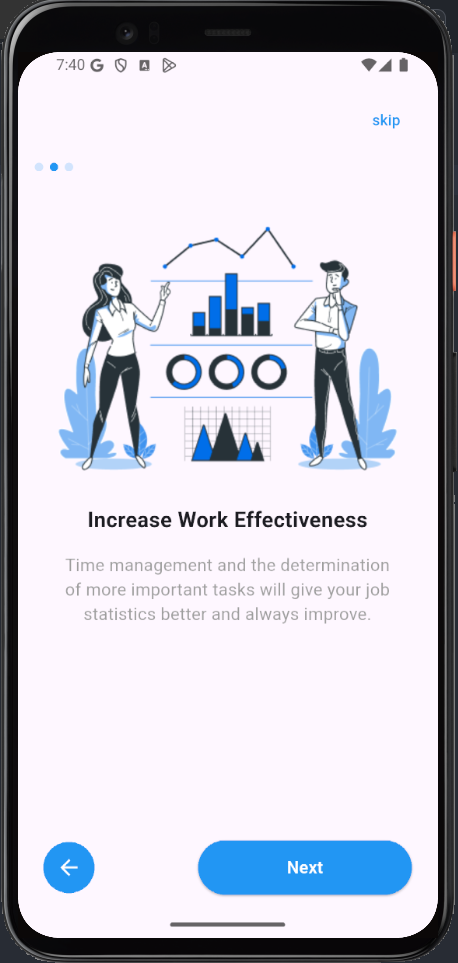 7:40
skip
Increase Work Effectiveness
Time management and the determination
of more important tasks will give your job
statistics better and always improve.
Next